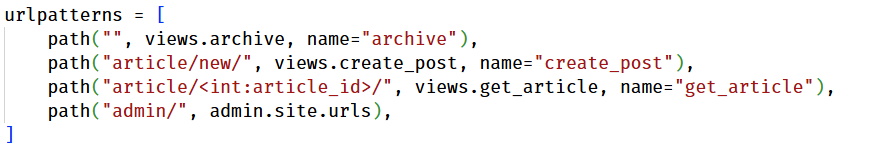 urlpatterns = [
    path("", views.archive, name="archive"),
    path("article/new/", views.create_post, name="create_post"),
    path("article/<int:article_id>/", views.get_article, name="get_article"),
    path("admin/", admin.site.urls),
]